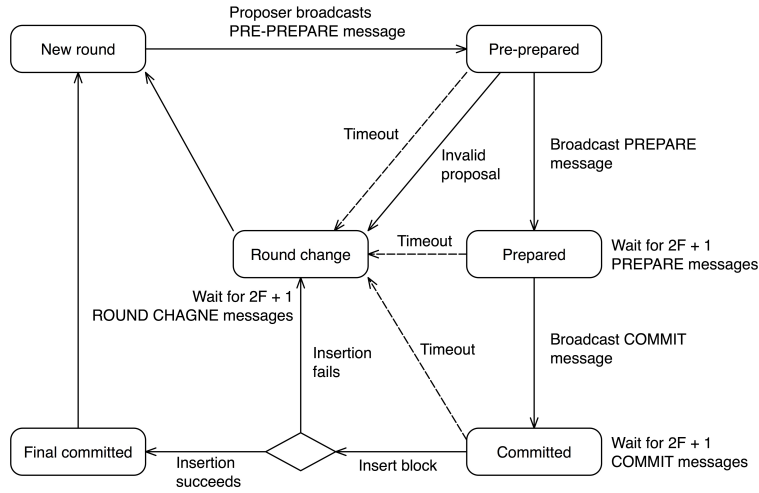 Proposer broadcasts
PRE-PREPARE message
New round
Pre-prepared
Timeout
Invalid
proposal
Broadcast PREPARE
message
Round change
Timeout
Prepared
Wait for 2F + 1
PREPARE messages
Wait for 2F + 1
ROUND CHAGNE messages
Insertion
fails
Timeout
Broadcast COMMIT
message
Final committed
Insertion
succeeds
Insert block
Committed
Wait for 2F + 1
COMMIT messages